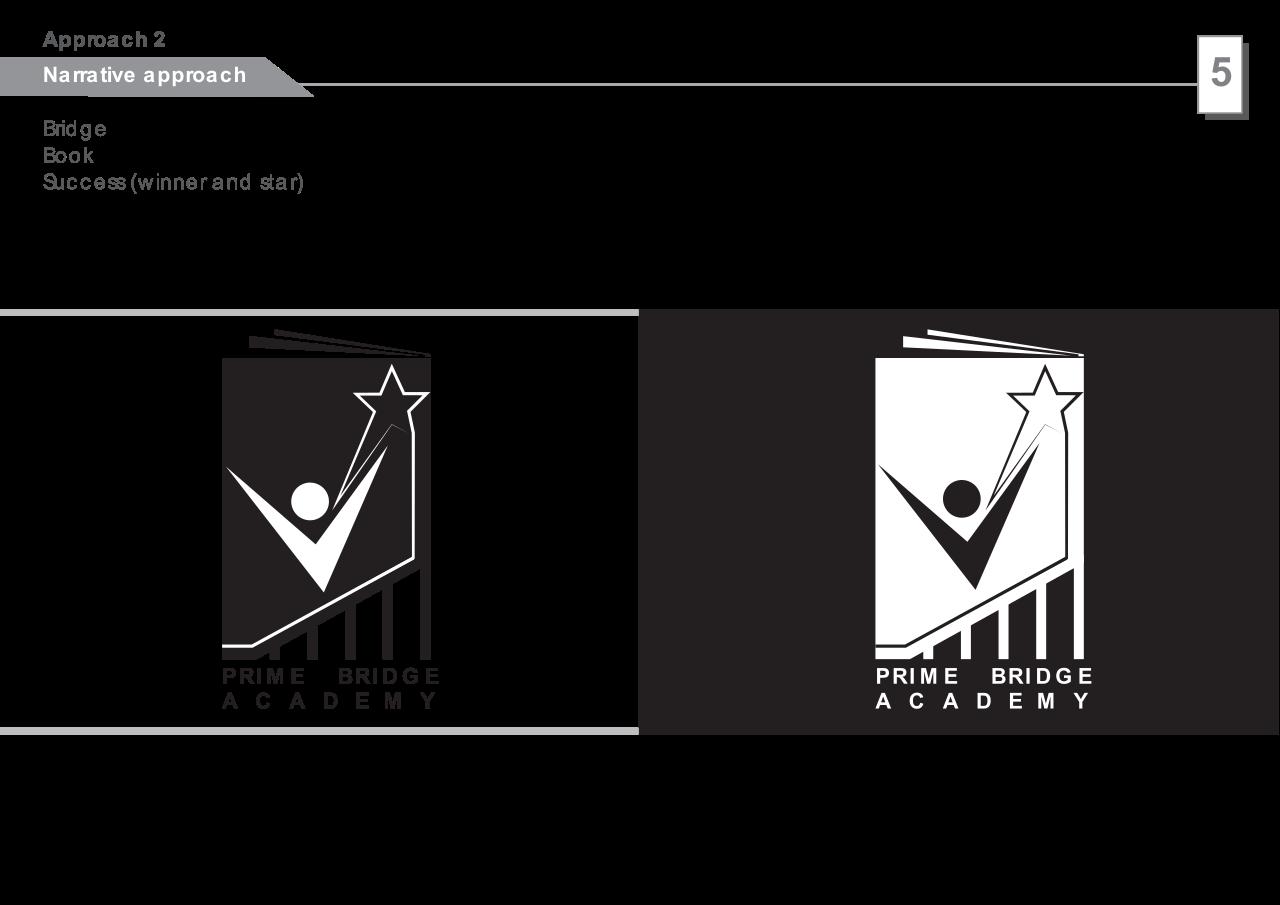 Approach 2
Narrative approach
5
Bridge
Book
Success (winner and star)
PRIME BRIDGE
ACADEMY
PRIME BRIDGE
ACADEMY